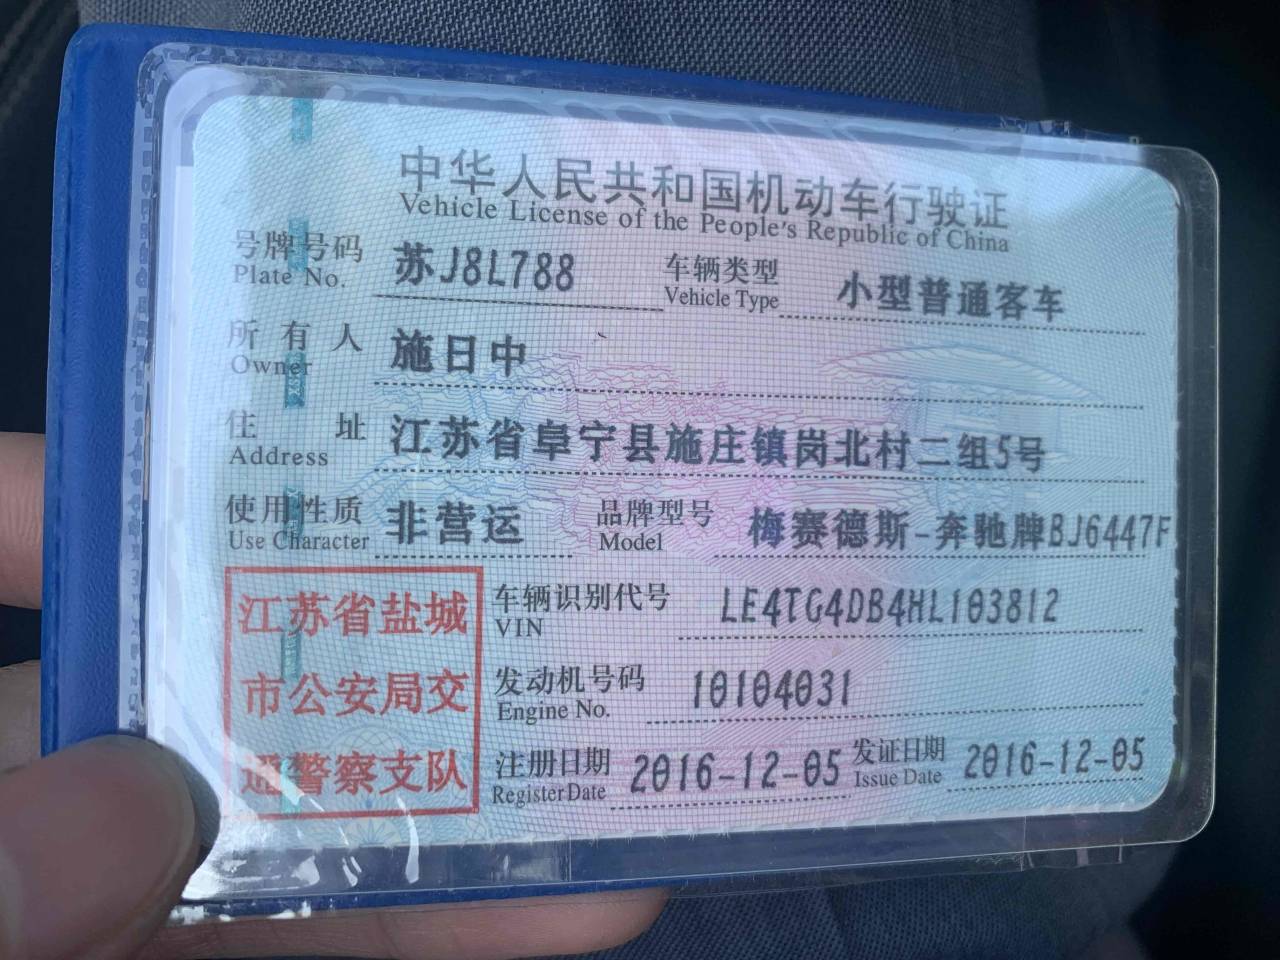 中华人民共和国机动车行驶证
Vehicle License of the People's Republic of China
号牌号码 苏J8L788 车辆类型 小型普通客车
Plate No. Vehicle Type
所有人 施日中
Owner
住址 江苏省阜宁县施庄镇岗北村二组5号
Address
使用性质 非营运 品牌型号 梅赛德斯-奔驰牌BJ6447F
Use Character Model
江苏省盐城
市公安局交
通警察支队
车辆识别代号 LE4TG4DB4HL103812
VIN
发动机号码 10104031
Engine No.
注册日期 2016-12-05 发证日期 2016-12-05
Register Date Issue Date